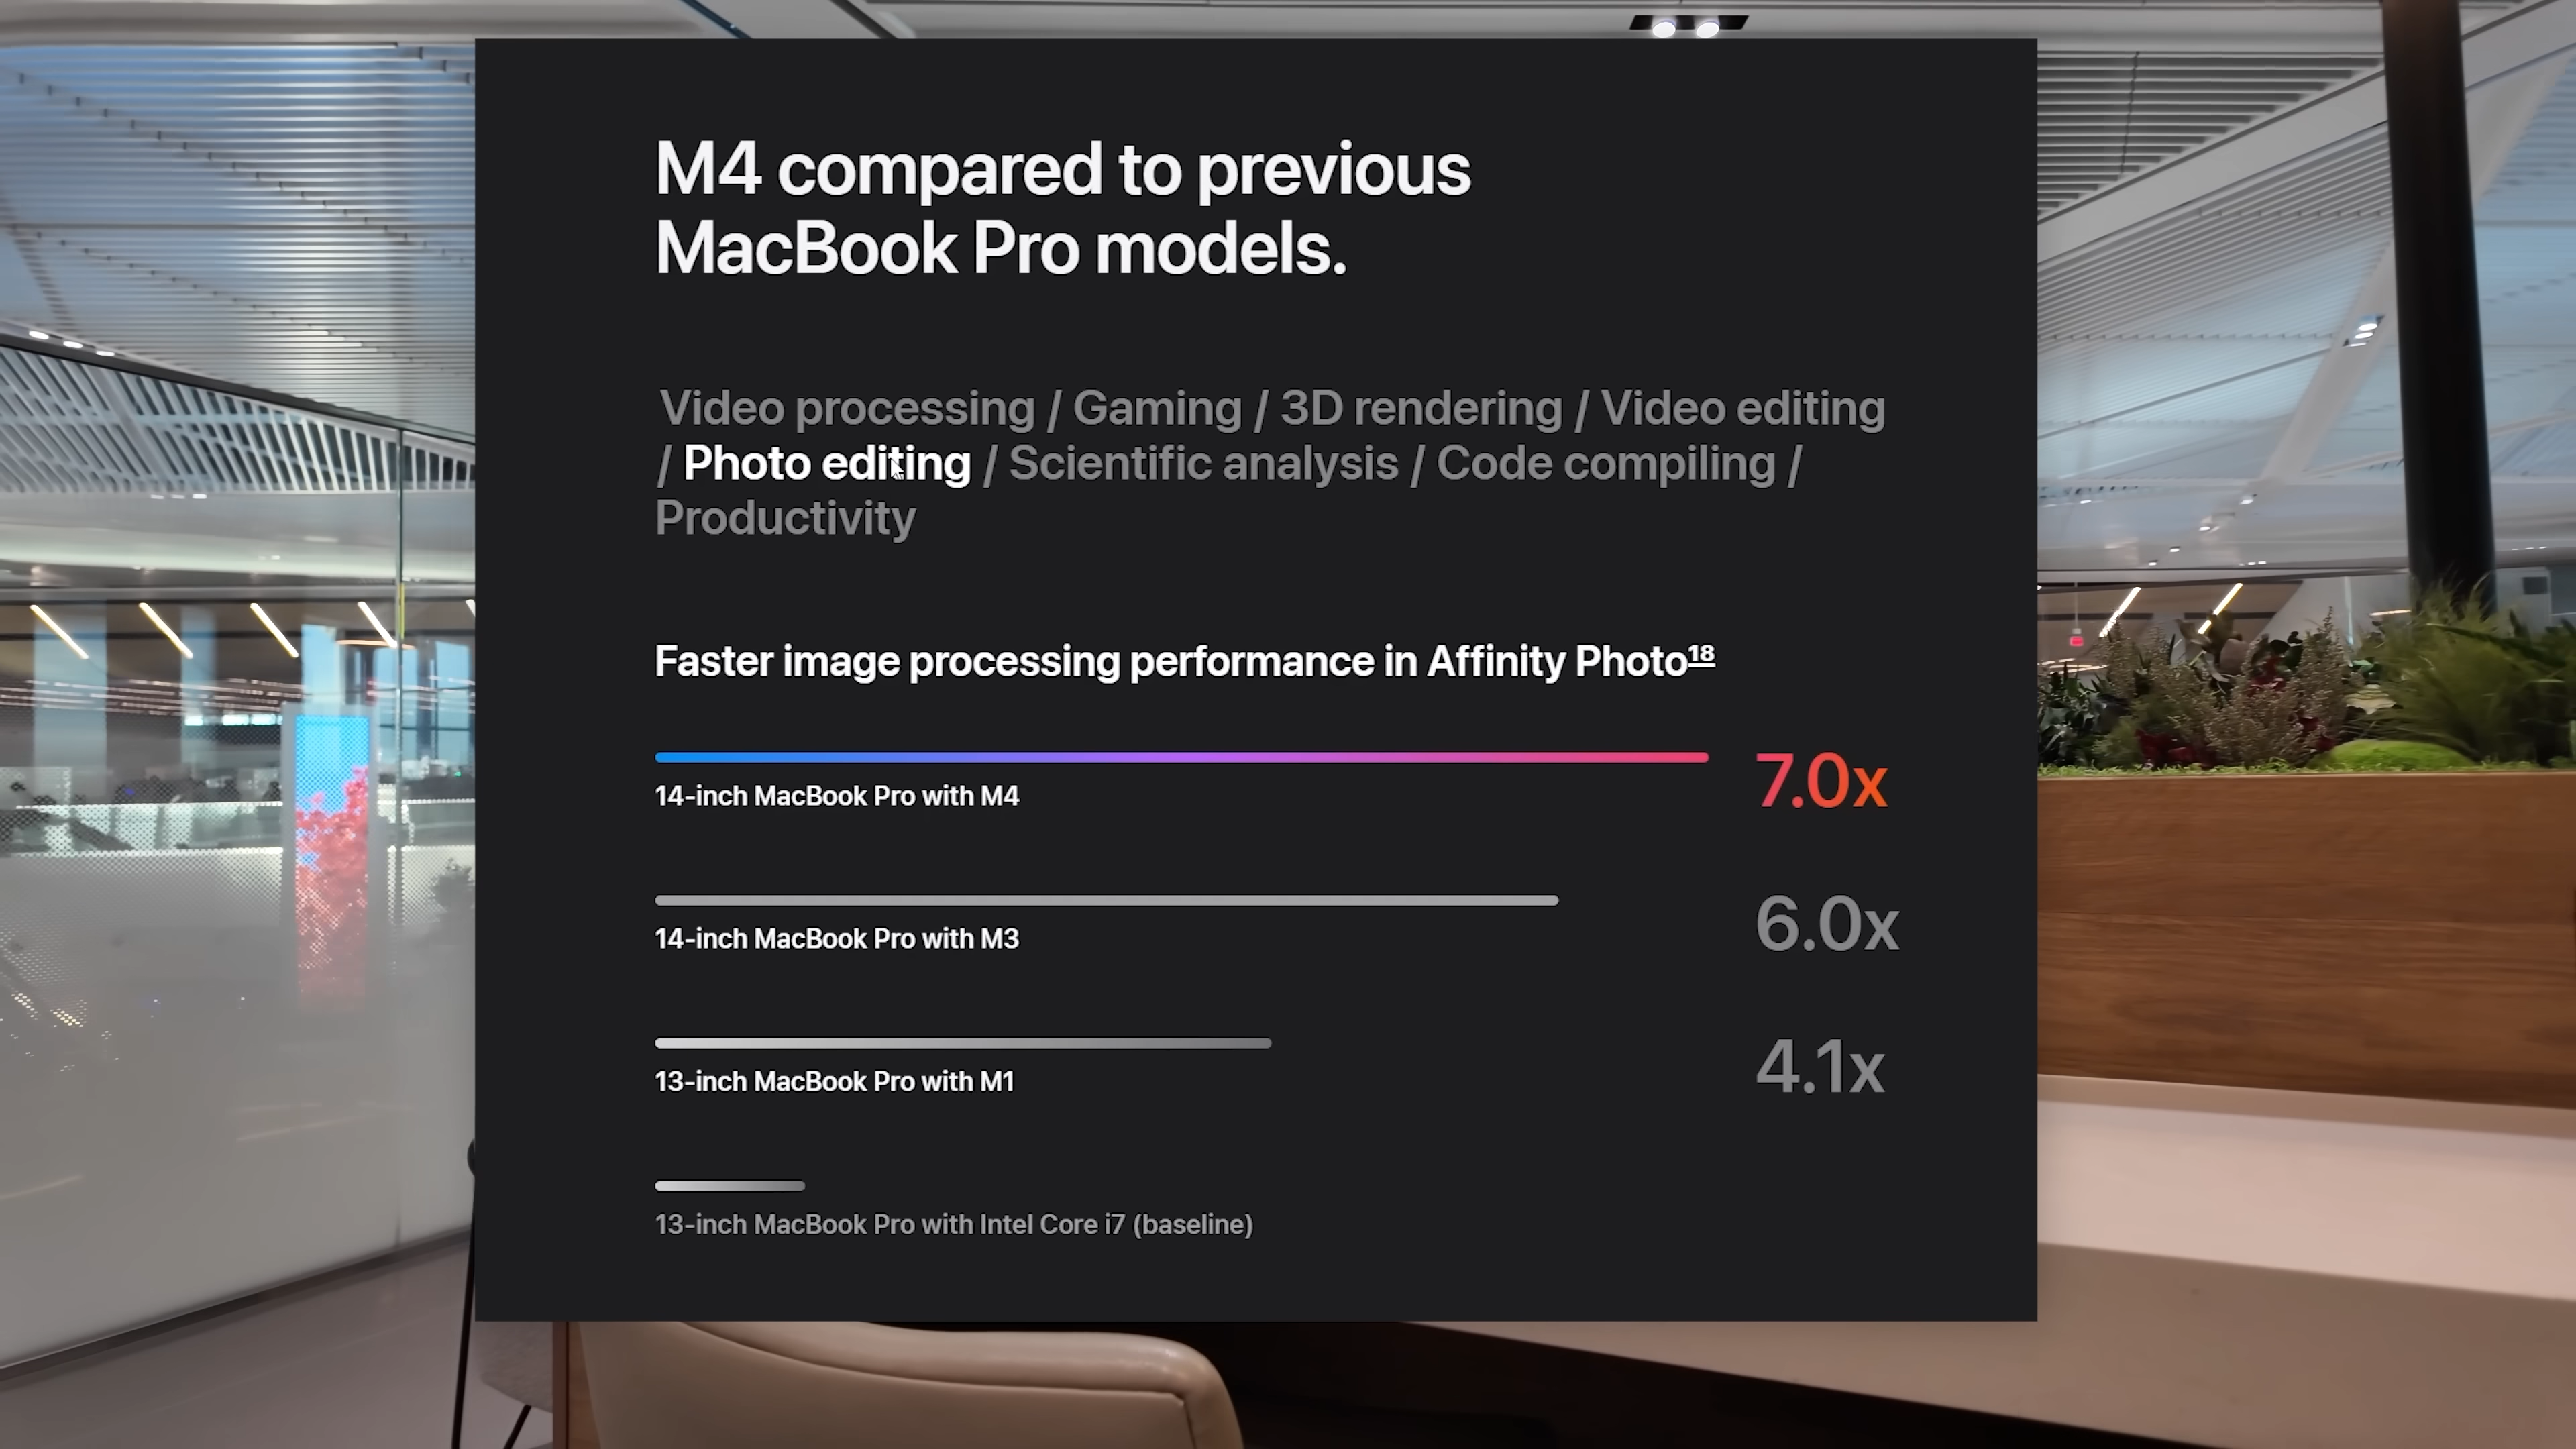 M4 compared to previous
MacBook Pro models.
Video processing / Gaming / 3D rendering / Video editing
/ Photo editing / Scientific analysis / Code compiling /
Productivity
Faster image processing performance in Affinity Photo18
14-inch MacBook Pro with M4
7.0x
14-inch MacBook Pro with M3
6.0x
13-inch MacBook Pro with M1
4.1x
13-inch MacBook Pro with Intel Core i7 (baseline)